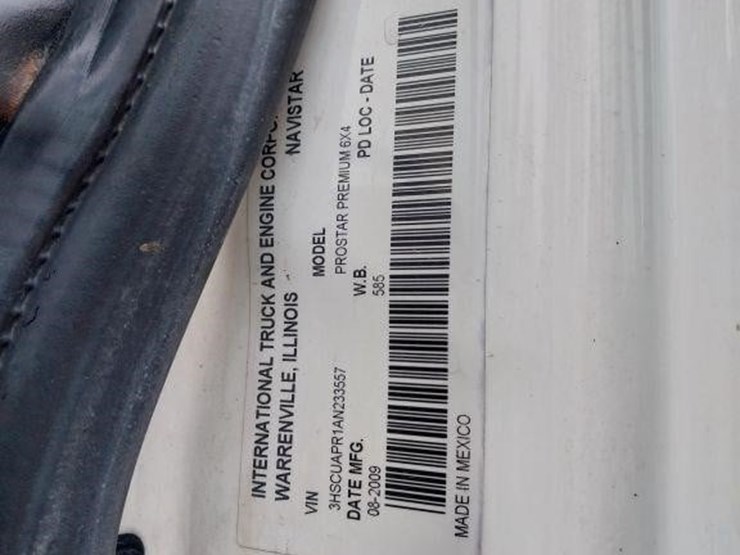 INTERNATIONAL TRUCK AND ENGINE
WARRENVILLE, ILLINOIS NAVISTAR
VIN MODEL
3HSCUAPR1AN233557 PROSTAR PREMIUM 6X4
DATE MFG. W.B. PD LOC - DATE
08-2009 585
MADE IN MEXICO